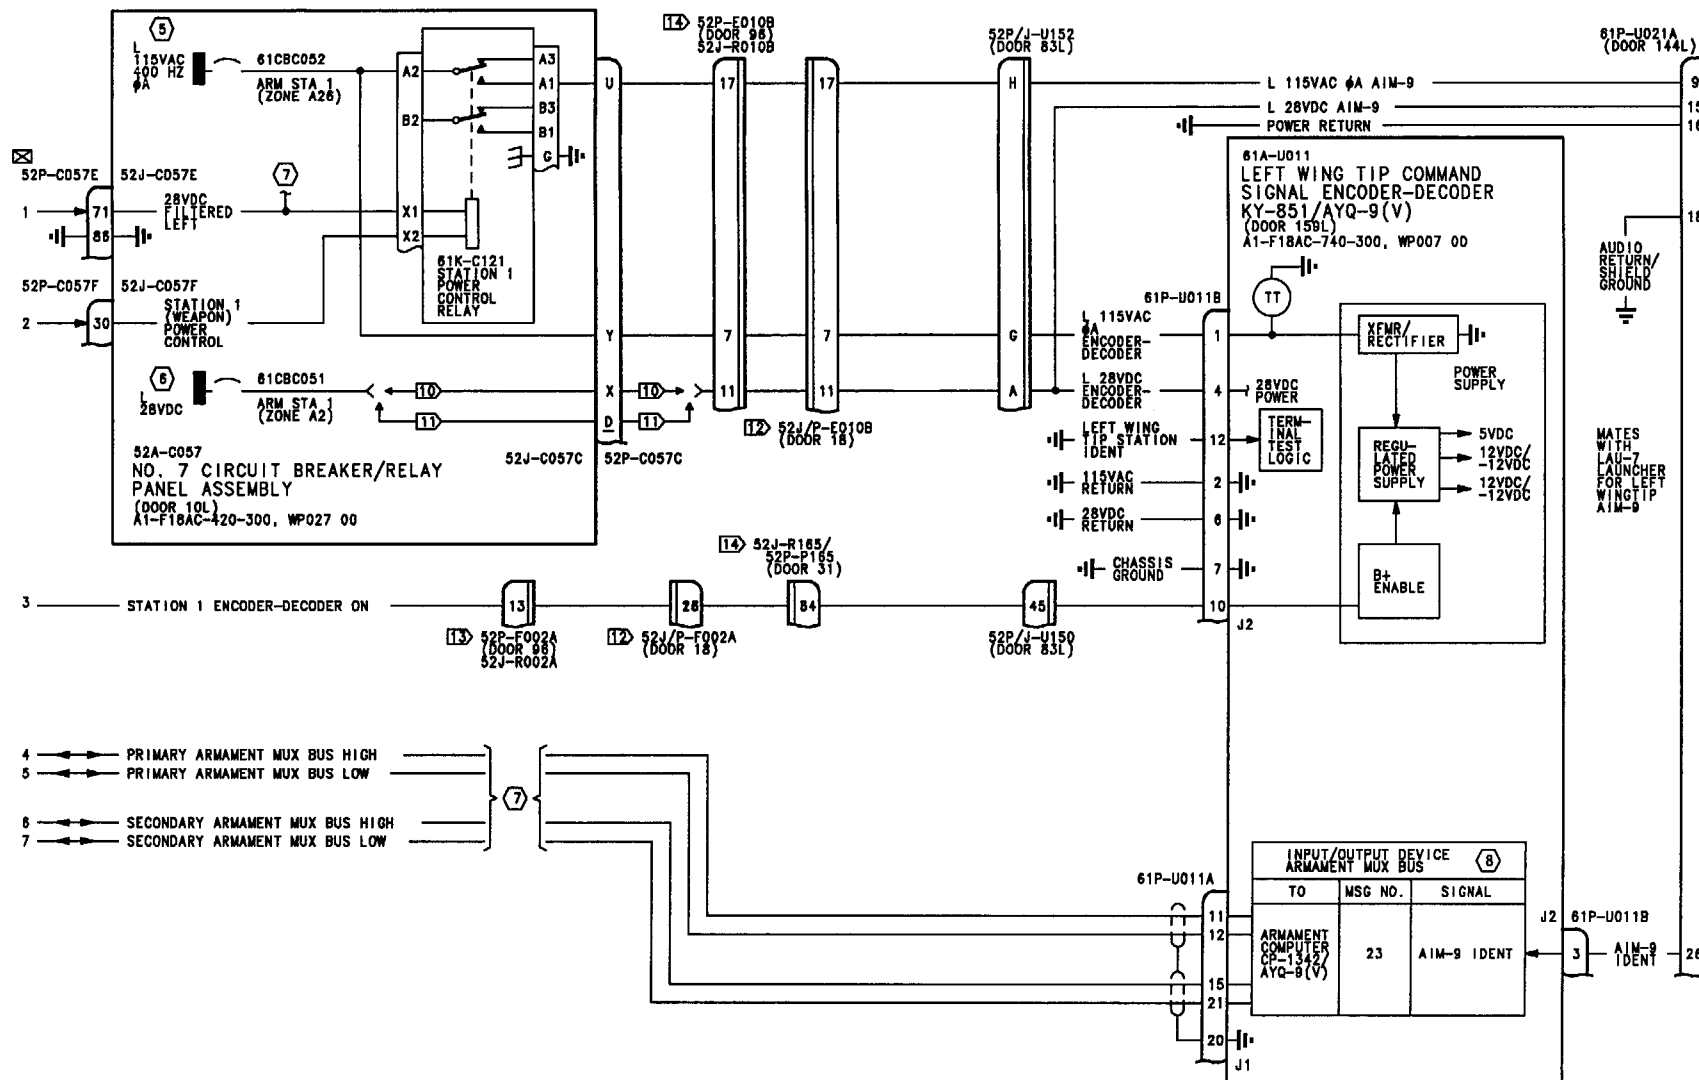 5
L
115VAC
400 HZ
φA
61CBC052
ARM STA 1
(ZONE A26)
A2
B2
A3
A1
B3
B1
G
U
14 52P-E010B
(DOOR 96)
52J-R010B
17
17
52P/J-U152
(DOOR 83L)
H
L 115VAC φA AIM-9
L 28VDC AIM-9
POWER RETURN
61P-U021A
(DOOR 144L)
9
15
16
18
52P-C057E 52J-C057E
1
71
86
28VDC
FILTERED
LEFT
7
X1
X2
61K-C121
STATION 1
POWER
CONTROL
RELAY
52P-C057F 52J-C057F
2
30
STATION 1
(WEAPON)
POWER
CONTROL
Y
7
7
G
6
L
28VDC
61CBC051
ARM STA 1
(ZONE A2)
10
11
X
D
10
11
11
11
A
12 52J/P-E010B
(DOOR 18)
52A-C057
NO. 7 CIRCUIT BREAKER/RELAY
PANEL ASSEMBLY
(DOOR 10L)
A1-F18AC-420-300, WP027 00
52J-C057C 52P-C057C
61A-U011
LEFT WING TIP COMMAND
SIGNAL ENCODER-DECODER
KY-851/AYQ-9(V)
(DOOR 159L)
A1-F18AC-740-300, WP007 00
61P-U011B
TT
L 115VAC
φA
ENCODER-
DECODER
1
XFMR/
RECTIFIER
POWER
SUPPLY
L 28VDC
ENCODER-
DECODER
4
28VDC
POWER
LEFT WING
TIP STATION
IDENT
12
TERM-
INAL
TEST
LOGIC
REGU-
LATED
POWER
SUPPLY
5VDC
12VDC/
-12VDC
12VDC/
-12VDC
115VAC
RETURN
2
28VDC
RETURN
6
CHASSIS
GROUND
7
B+
ENABLE
10
J2
AUDIO
RETURN/
SHIELD
GROUND
MATES
WITH
LAU-7
LAUNCHER
FOR LEFT
WINGTIP
AIM-9
14 52J-R165/
52P-P165
(DOOR 31)
3 STATION 1 ENCODER-DECODER ON
13
26
84
45
13 52P-F002A
(DOOR 96)
52J-R002A
12 52J/P-F002A
(DOOR 18)
52P/J-U150
(DOOR 83L)
4 PRIMARY ARMAMENT MUX BUS HIGH
5 PRIMARY ARMAMENT MUX BUS LOW
7
6 SECONDARY ARMAMENT MUX BUS HIGH
7 SECONDARY ARMAMENT MUX BUS LOW
61P-U011A
11
12
15
21
20
J1
INPUT/OUTPUT DEVICE
ARMAMENT MUX BUS
8
TO MSG NO. SIGNAL
ARMAMENT
COMPUTER
CP-1342/
AYQ-9(V)
23
AIM-9 IDENT
J2 61P-U011B
3
AIM-9
IDENT
26